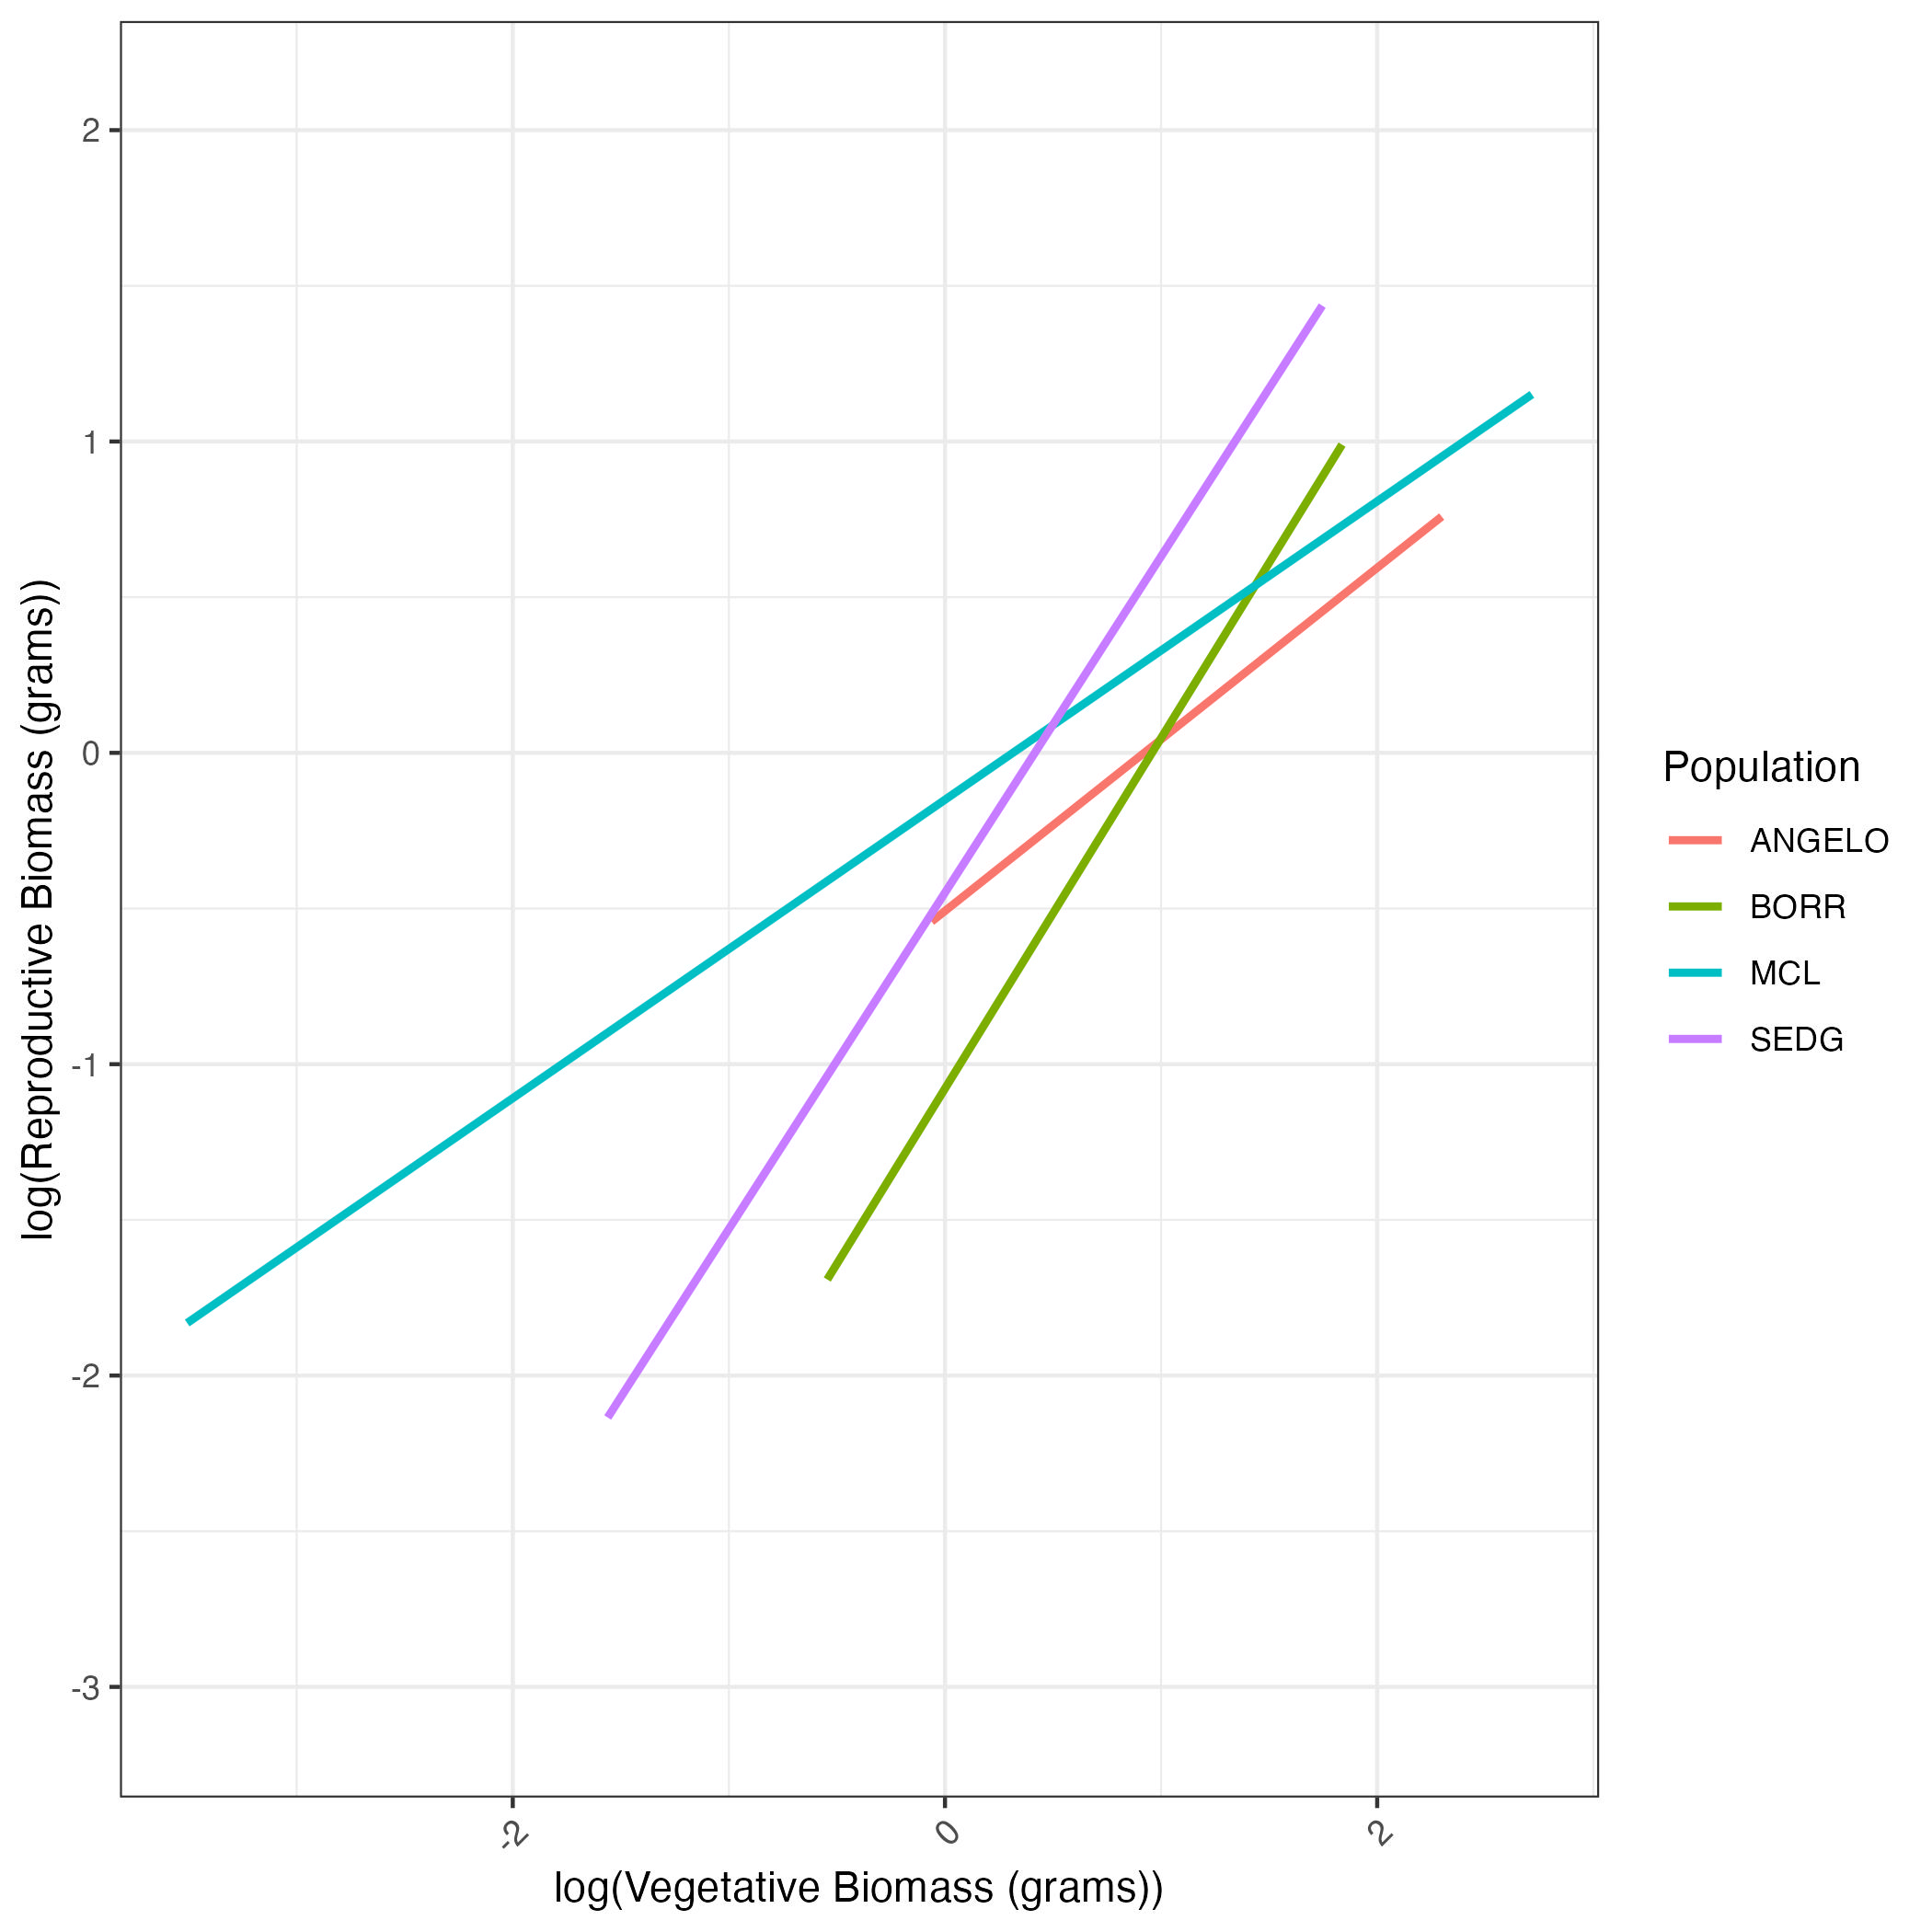 2
1
0
-1
-2
-3
log(Reproductive Biomass (grams))
-2
0
2
log(Vegetative Biomass (grams))
Population
ANGELO
BORR
MCL
SEDG